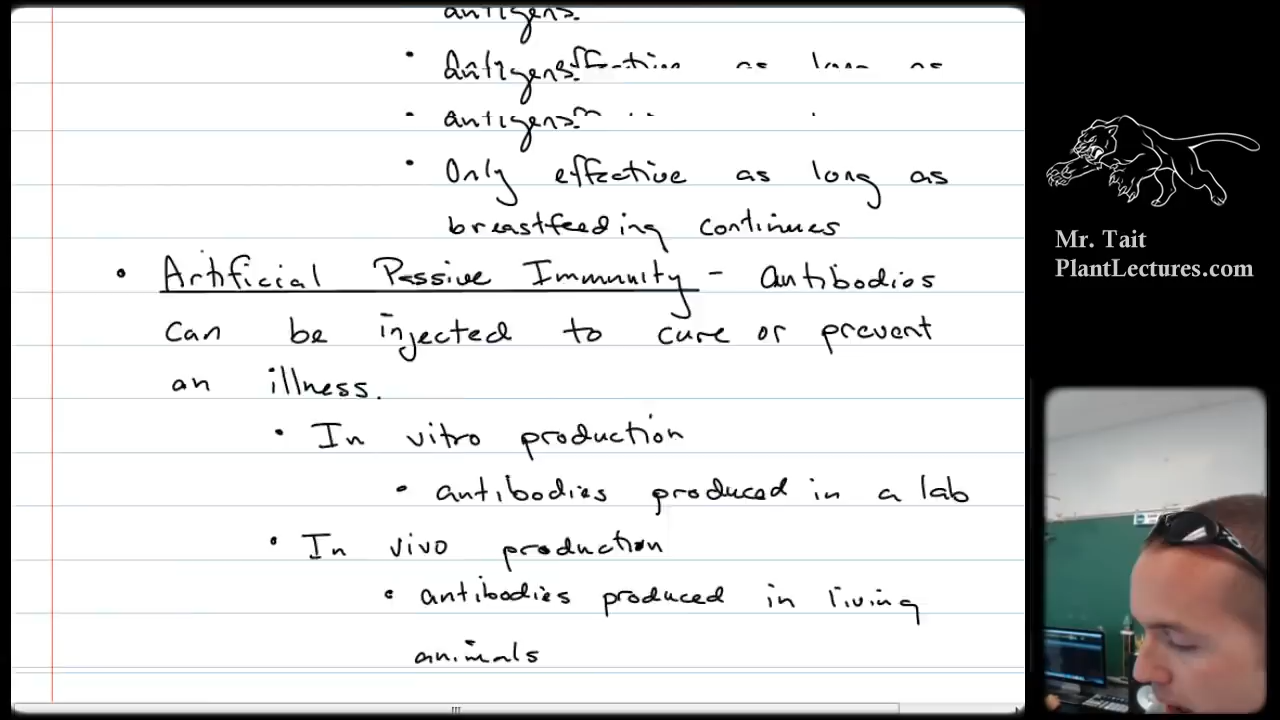 antigens.
• antigens.
• antigens.
• Only effective as long as
breastfeeding continues
• Artificial Passive Immunity - antibodies
can be injected to cure or prevent
an illness.
• In vitro production
• antibodies produced in a lab
• In vivo production
• antibodies produced in living
animals
Mr. Tait
PlantLectures.com